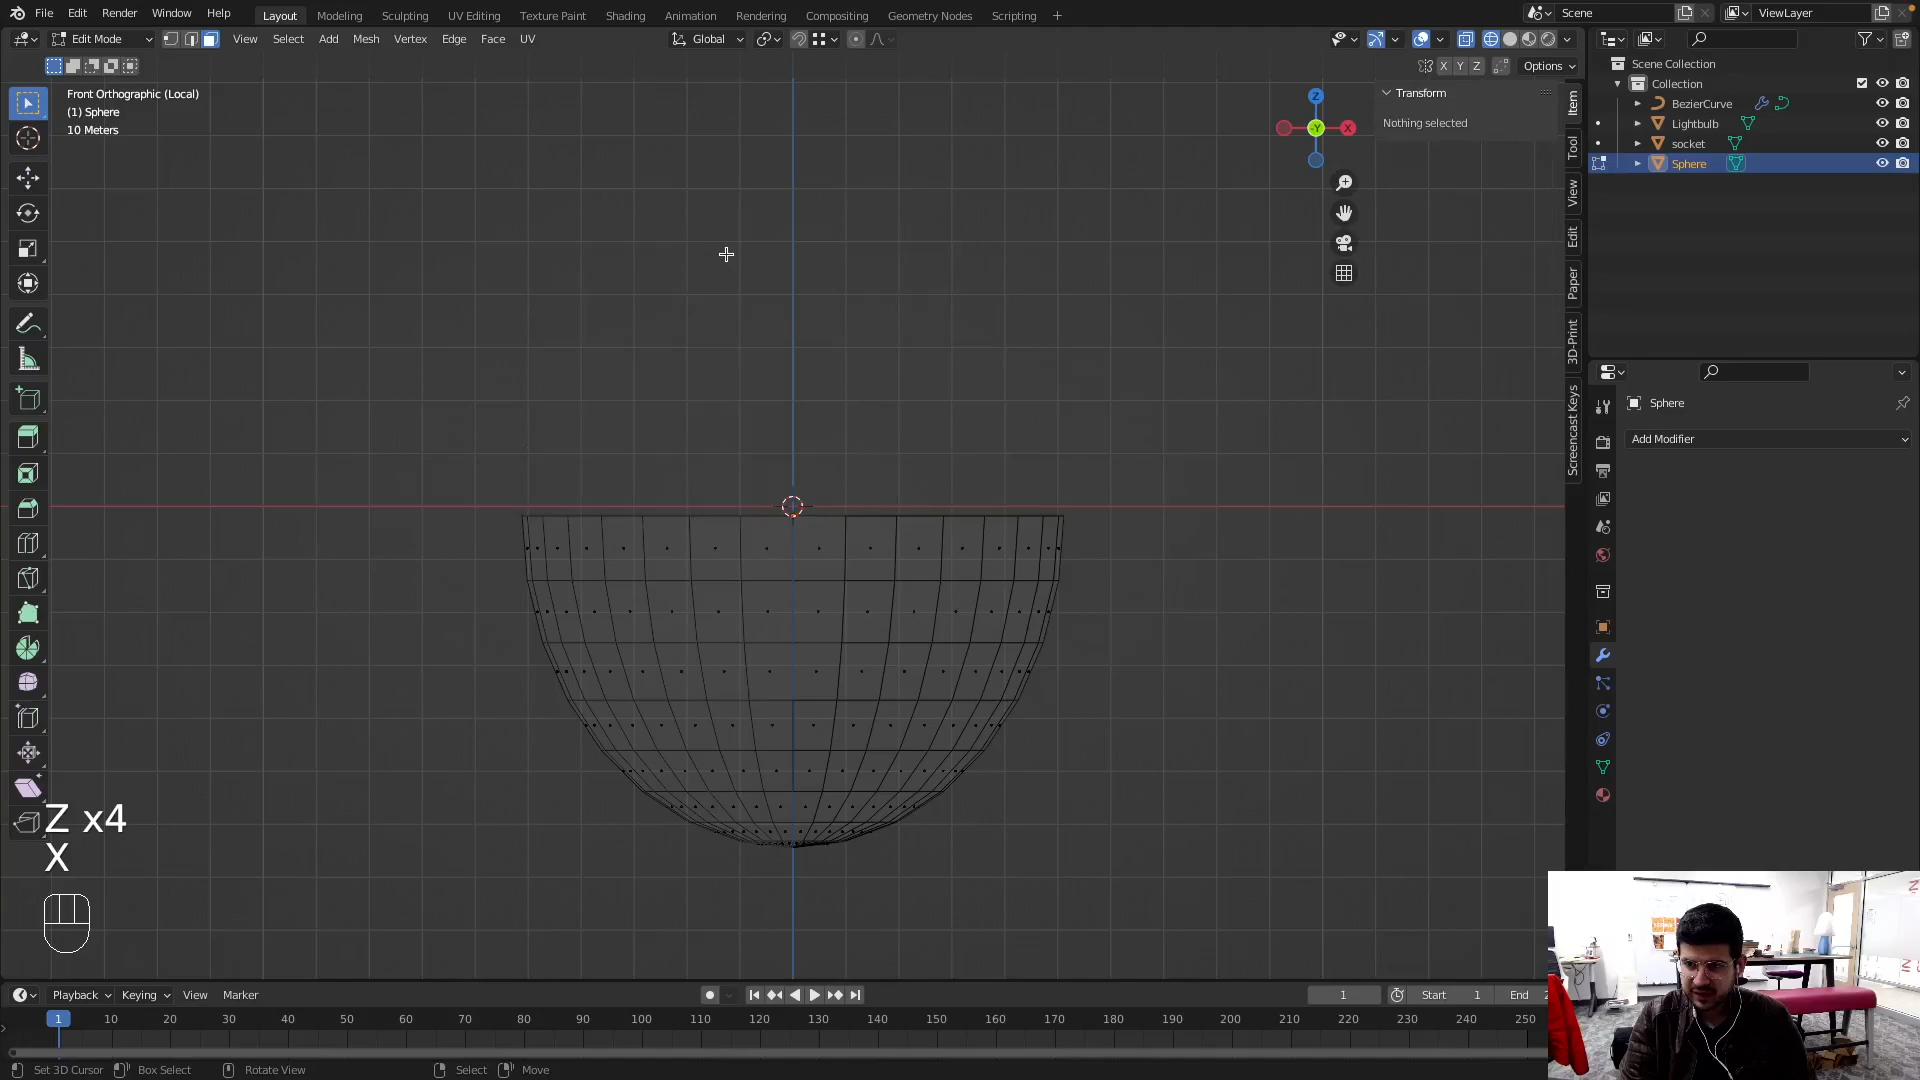 File Edit Render Window Help Layout Modeling Sculpting UV Editing Texture Paint Shading Animation Rendering Compositing Geometry Nodes Scripting + Scene ViewLayer
Edit Mode View Select Add Mesh Vertex Edge Face UV Global
X Y Z Options
Front Orthographic (Local)
(1) Sphere
10 Meters
Z
-Y
X
Transform
Nothing selected
Item
Tool
View
Edit
Paper
3D-Print
Screencast Keys
Scene Collection
Collection
BezierCurve
Lightbulb
socket
Sphere
Sphere
Add Modifier
Z x4
X
Playback Keying View Marker 1 Start 1 End 2
1 10 20 30 40 50 60 70 80 90 100 110 120 130 140 150 160 170 180 190 200 210 220 230 240 250
Set 3D Cursor Box Select Rotate View Select Move